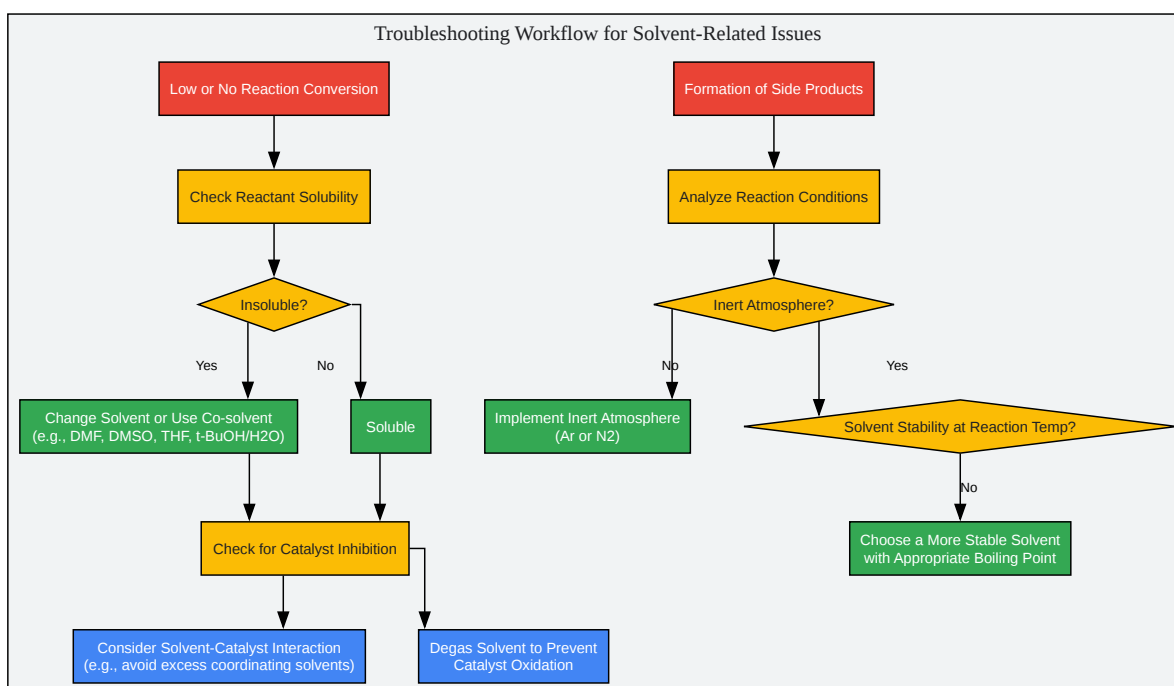 Troubleshooting Workflow for Solvent-Related Issues
Low or No Reaction Conversion
Formation of Side Products
Check Reactant Solubility
Analyze Reaction Conditions
Insoluble?
Inert Atmosphere?
Yes
No
No
Yes
Change Solvent or Use Co-solvent
(e.g., DMF, DMSO, THF, t-BuOH/H2O)
Soluble
Implement Inert Atmosphere
(Ar or N2)
Solvent Stability at Reaction Temp?
No
Check for Catalyst Inhibition
Choose a More Stable Solvent
with Appropriate Boiling Point
Consider Solvent-Catalyst Interaction
(e.g., avoid excess coordinating solvents)
Degas Solvent to Prevent
Catalyst Oxidation